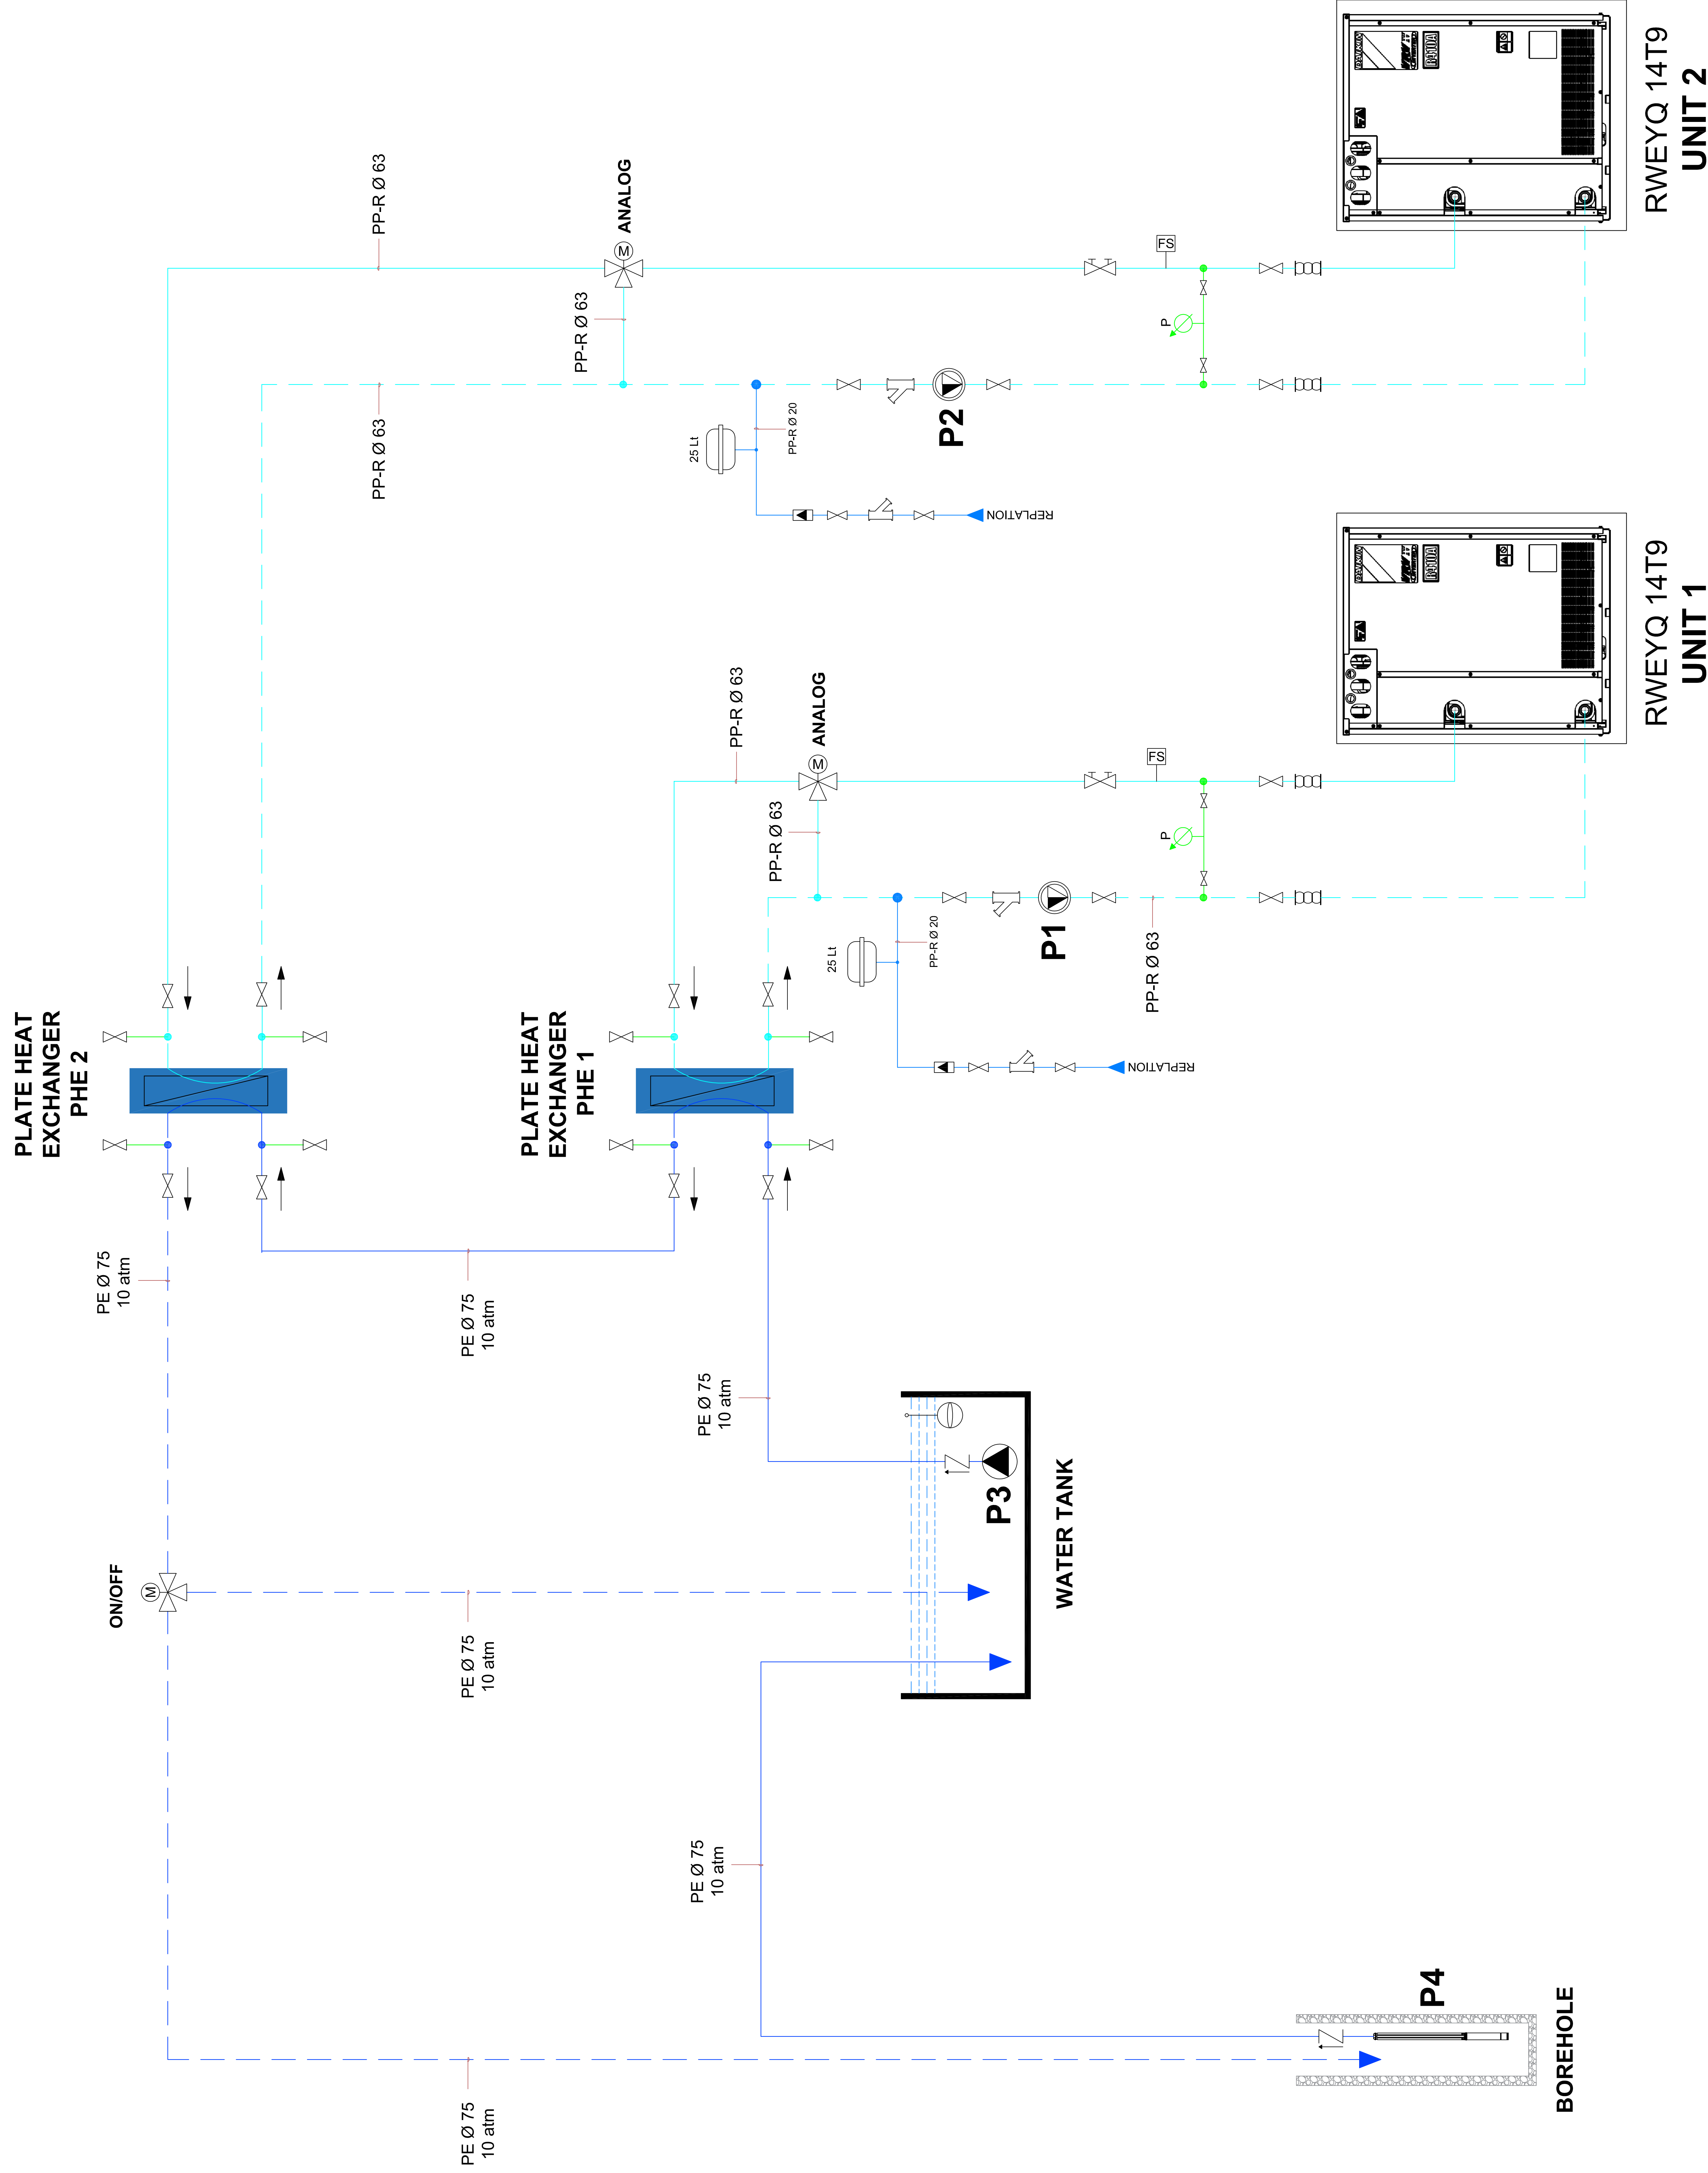 PLATE HEAT
EXCHANGER
PHE 2
PLATE HEAT
EXCHANGER
PHE 1
PP-R Ø 63
PP-R Ø 63
PP-R Ø 63
M
ANALOG
25 Lt
PP-R Ø 20
REPLATION
P2
P
FS
RWEYQ 14T9
UNIT 2
R410A
PP-R Ø 63
PP-R Ø 63
M
ANALOG
25 Lt
PP-R Ø 20
REPLATION
P1
PP-R Ø 63
P
FS
RWEYQ 14T9
UNIT 1
R410A
PE Ø 75
10 atm
PE Ø 75
10 atm
PE Ø 75
10 atm
ON/OFF
M
PE Ø 75
10 atm
P3
WATER TANK
PE Ø 75
10 atm
PE Ø 75
10 atm
P4
BOREHOLE